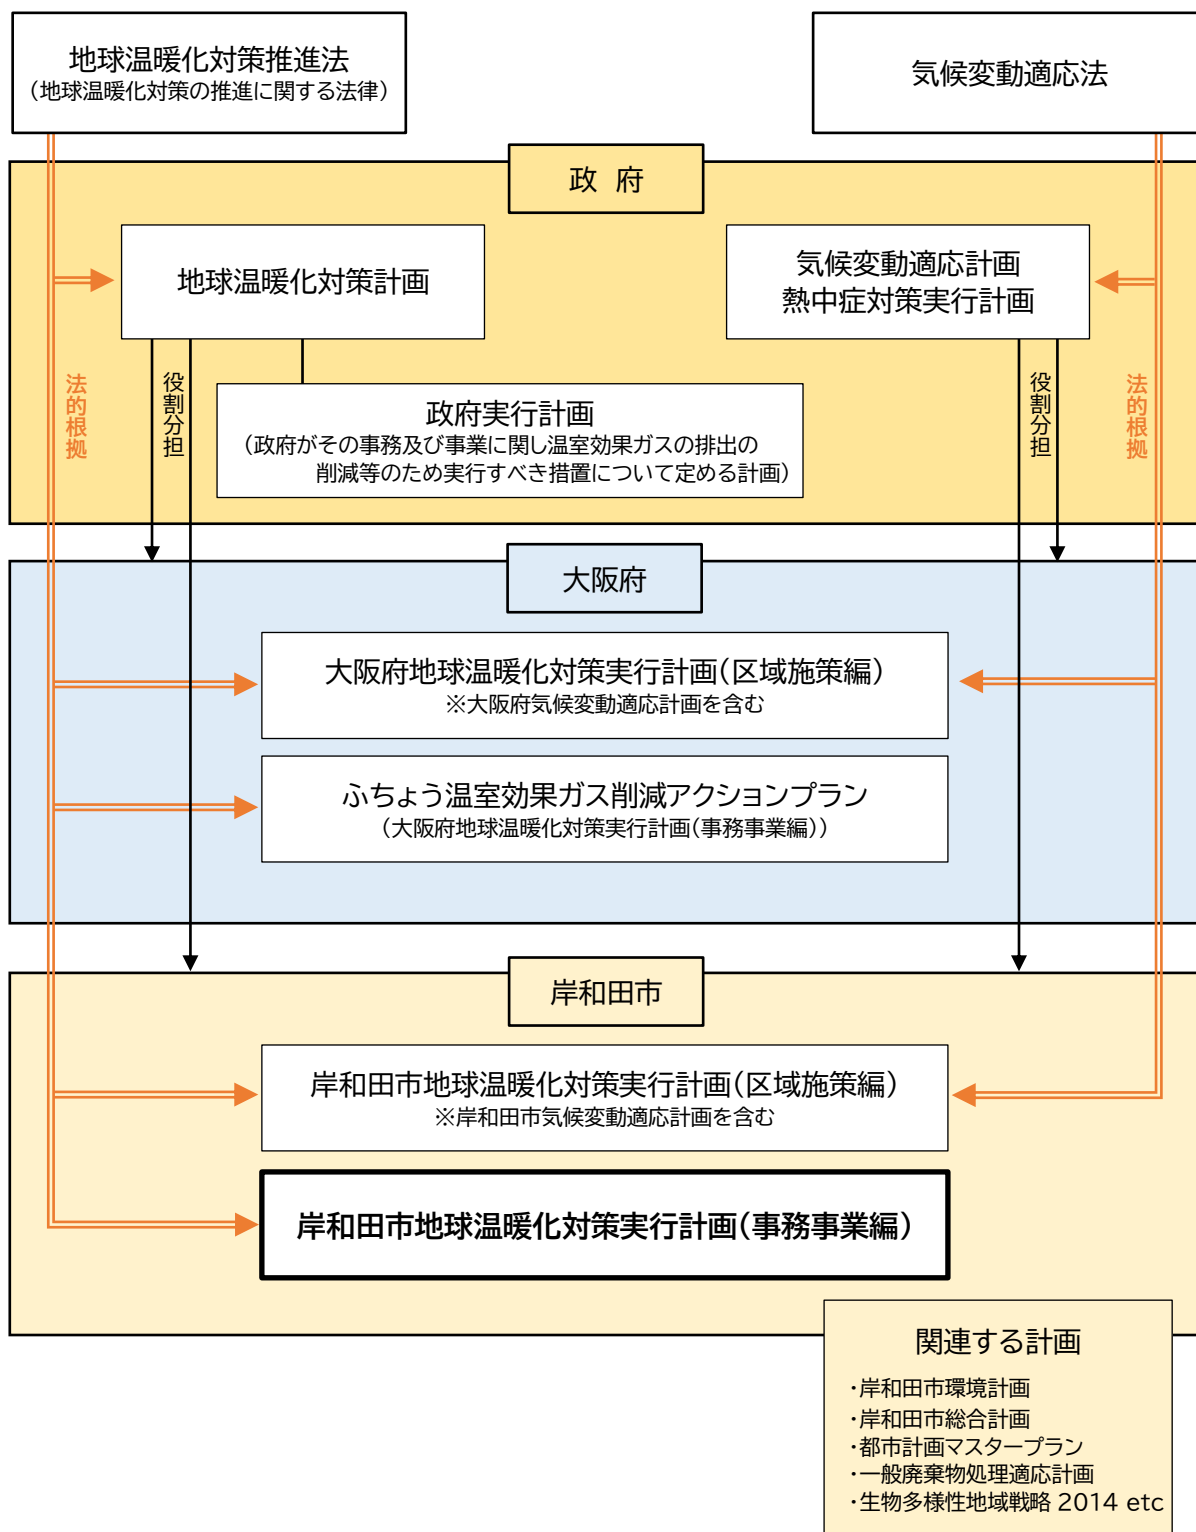 地球温暖化対策推進法
（地球温暖化対策の推進に関する法律）
気候変動適応法
政 府
地球温暖化対策計画
気候変動適応計画
熱中症対策実行計画
法的根拠
役割分担
役割分担
法的根拠
政府実行計画
（政府がその事務及び事業に関し温室効果ガスの排出の
削減等のため実行すべき措置について定める計画）
大阪府
大阪府地球温暖化対策実行計画（区域施策編）
※大阪府気候変動適応計画を含む
ふちょう温室効果ガス削減アクションプラン
（大阪府地球温暖化対策実行計画（事務事業編））
岸和田市
岸和田市地球温暖化対策実行計画（区域施策編）
※岸和田市気候変動適応計画を含む
岸和田市地球温暖化対策実行計画（事務事業編）
関連する計画
・岸和田市環境計画
・岸和田市総合計画
・都市計画マスタープラン
・一般廃棄物処理適応計画
・生物多様性地域戦略 2014 etc